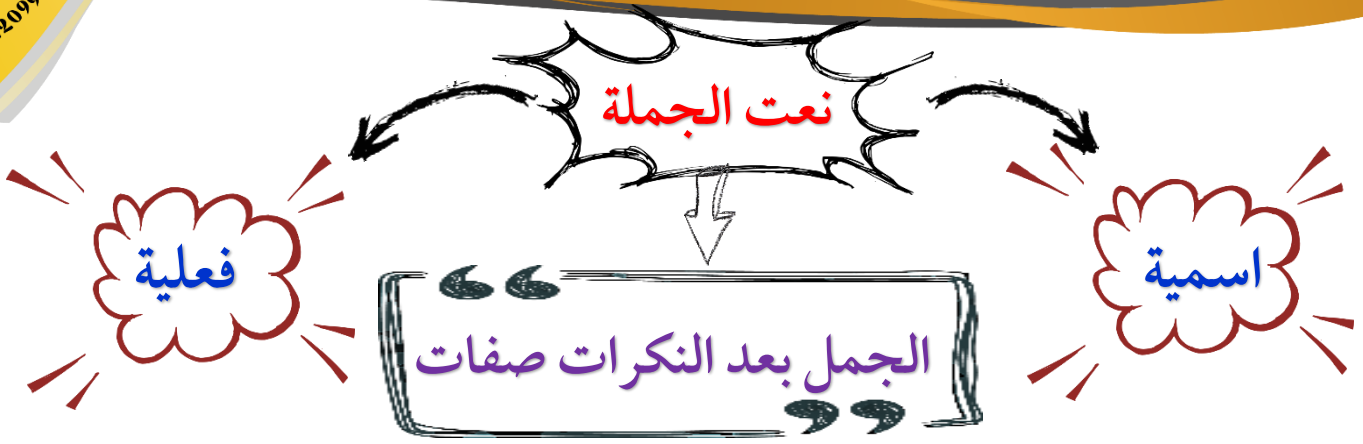 نعت الجملة
اسمية
فعلية
الجمل بعد النكرات صفات